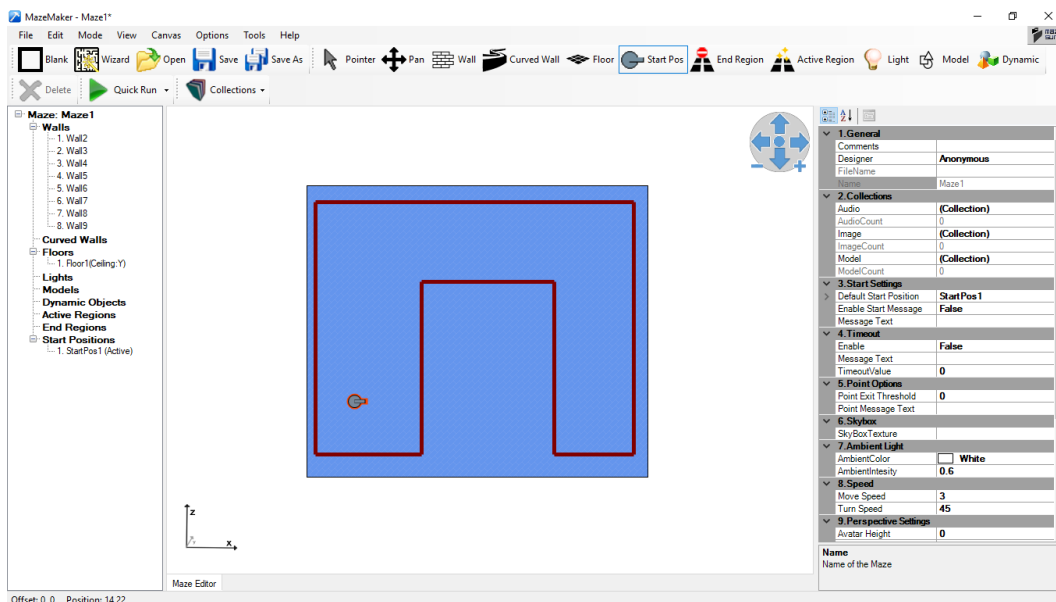 MazeMaker - Maze1*
File Edit Mode View Canvas Options Tools Help
Blank Wizard Open Save Save As Pointer Pan Wall Curved Wall Floor Start Pos End Region Active Region Light Model Dynamic
Delete Quick Run Collections
Maze: Maze1
Walls
1. Wall2
2. Wall3
3. Wall4
4. Wall5
5. Wall6
6. Wall7
7. Wall8
8. Wall9
Curved Walls
Floors
1. Floor1(Ceiling:Y)
Lights
Models
Dynamic Objects
Active Regions
End Regions
Start Positions
1. StartPos1 (Active)
z
x
Maze Editor
1.General
Comments
Designer Anonymous
FileName
Name Maze1
2.Collections
Audio (Collection)
AudioCount 0
Image (Collection)
ImageCount 0
Model (Collection)
ModelCount 0
3.Start Settings
Default Start Position StartPos1
Enable Start Message False
Message Text
4.Timeout
Enable False
Message Text
TimeoutValue 0
5.Point Options
Point Exit Threshold 0
Point Message Text
6.Skybox
SkyBoxTexture
7.Ambient Light
AmbientColor White
AmbientIntesity 0.6
8.Speed
Move Speed 3
Turn Speed 45
9.Perspective Settings
Avatar Height 0
Name
Name of the Maze
Offset: 0, 0 Position: 14,22